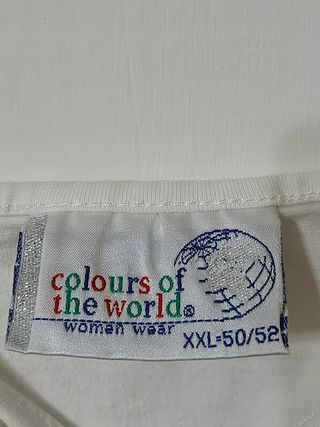 colours of
the world®
women wear
XXL=50/52